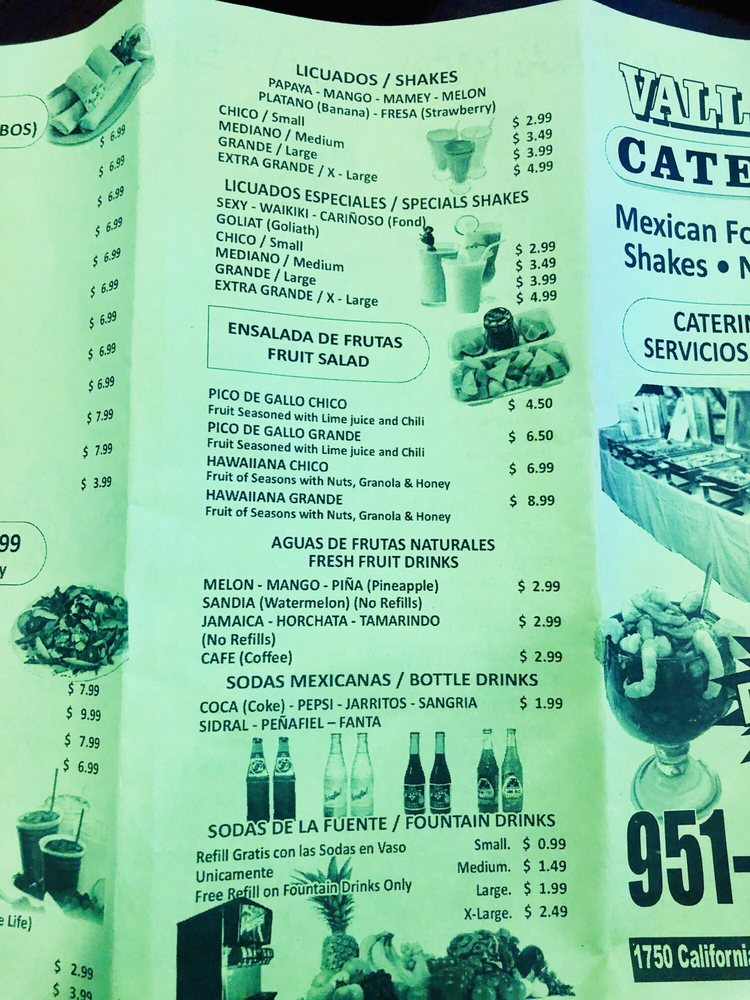 BOS)
$ 6.99
$ 6.99
$ 6.99
$ 6.99
$ 6.99
$ 6.99
$ 6.99
$ 6.99
$ 6.99
$ 7.99
$ 7.99
$ 3.99
99
y
$ 7.99
$ 9.99
$ 7.99
$ 6.99
e Life)
$ 2.99
$ 3.99
LICUADOS / SHAKES
PAPAYA - MANGO - MAMEY - MELON
PLATANO (Banana) - FRESA (Strawberry)
CHICO / Small $ 2.99
MEDIANO / Medium $ 3.49
GRANDE / Large $ 3.99
EXTRA GRANDE / X - Large $ 4.99
LICUADOS ESPECIALES / SPECIALS SHAKES
SEXY - WAIKIKI - CARIÑOSO (Fond)
GOLIAT (Goliath)
CHICO / Small $ 2.99
MEDIANO / Medium $ 3.49
GRANDE / Large $ 3.99
EXTRA GRANDE / X - Large $ 4.99
ENSALADA DE FRUTAS
FRUIT SALAD
PICO DE GALLO CHICO $ 4.50
Fruit Seasoned with Lime juice and Chili
PICO DE GALLO GRANDE $ 6.50
Fruit Seasoned with Lime juice and Chili
HAWAIIANA CHICO $ 6.99
Fruit of Seasons with Nuts, Granola & Honey
HAWAIIANA GRANDE $ 8.99
Fruit of Seasons with Nuts, Granola & Honey
AGUAS DE FRUTAS NATURALES
FRESH FRUIT DRINKS
MELON - MANGO - PIÑA (Pineapple) $ 2.99
SANDIA (Watermelon) (No Refills)
JAMAICA - HORCHATA - TAMARINDO $ 2.99
(No Refills)
CAFE (Coffee) $ 2.99
SODAS MEXICANAS / BOTTLE DRINKS
COCA (Coke) - PEPSI - JARRITOS - SANGRIA $ 1.99
SIDRAL - PEÑAFIEL – FANTA
SODAS DE LA FUENTE / FOUNTAIN DRINKS
Refill Gratis con las Sodas en Vaso
Unicamente
Free Refill on Fountain Drinks Only
Small. $ 0.99
Medium. $ 1.49
Large. $ 1.99
X-Large. $ 2.49
VALL
CATE
Mexican Fo
Shakes • N
CATERIN
SERVICIOS
951-
1750 California